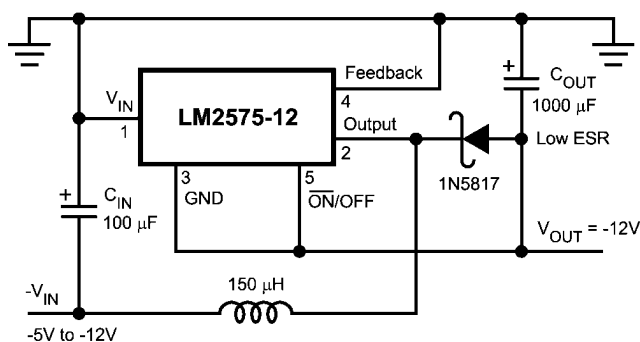 Feedback
4
+
C_OUT
1000 μF
V_IN
1
LM2575-12
Output
2
Low ESR
1N5817
3
GND
5
ON/OFF
+
C_IN
100 μF
V_OUT = -12V
150 μH
-V_IN
-5V to -12V